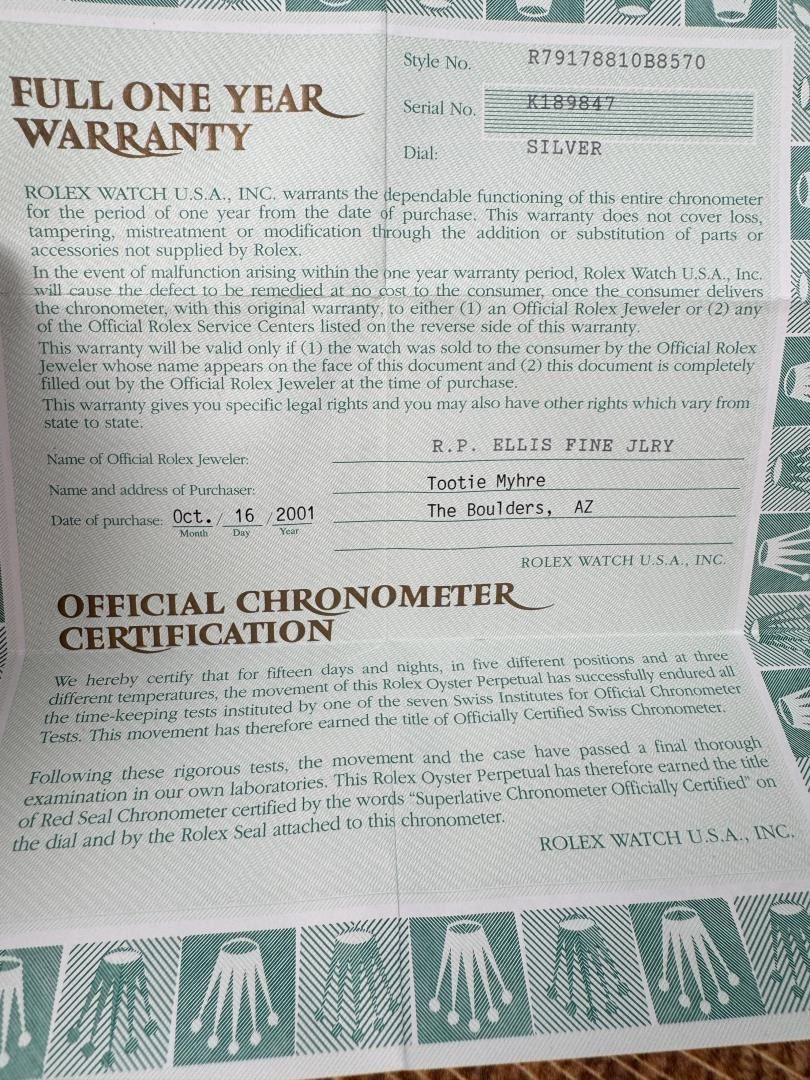 FULL ONE YEAR
WARRANTY
Style No. R79178810B8570
Serial No. K189847
Dial: SILVER
ROLEX WATCH U.S.A., INC. warrants the dependable functioning of this entire chronometer
for the period of one year from the date of purchase. This warranty does not cover loss,
tampering, mistreatment or modification through the addition or substitution of parts or
accessories not supplied by Rolex.
In the event of malfunction arising within the one year warranty period, Rolex Watch U.S.A., Inc.
will cause the defect to be remedied at no cost to the consumer, once the consumer delivers
the chronometer, with this original warranty, to either (1) an Official Rolex Jeweler or (2) any
of the Official Rolex Service Centers listed on the reverse side of this warranty.
This warranty will be valid only if (1) the watch was sold to the consumer by the Official Rolex
Jeweler whose name appears on the face of this document and (2) this document is completely
filled out by the Official Rolex Jeweler at the time of purchase.
This warranty gives you specific legal rights and you may also have other rights which vary from
state to state.
Name of Official Rolex Jeweler: R.P. ELLIS FINE JLRY
Name and address of Purchaser: Tootie Myhre
Date of purchase: Oct. / 16 / 2001 The Boulders, AZ
Month Day Year
ROLEX WATCH U.S.A., INC.
OFFICIAL CHRONOMETER
CERTIFICATION
We hereby certify that for fifteen days and nights, in five different positions and at three
different temperatures, the movement of this Rolex Oyster Perpetual has successfully endured all
the time-keeping tests instituted by one of the seven Swiss Institutes for Official Chronometer
Tests. This movement has therefore earned the title of Officially Certified Swiss Chronometer.
Following these rigorous tests, the movement and the case have passed a final thorough
examination in our own laboratories. This Rolex Oyster Perpetual has therefore earned the title
of Red Seal Chronometer certified by the words “Superlative Chronometer Officially Certified” on
the dial and by the Rolex Seal attached to this chronometer.
ROLEX WATCH U.S.A., INC.